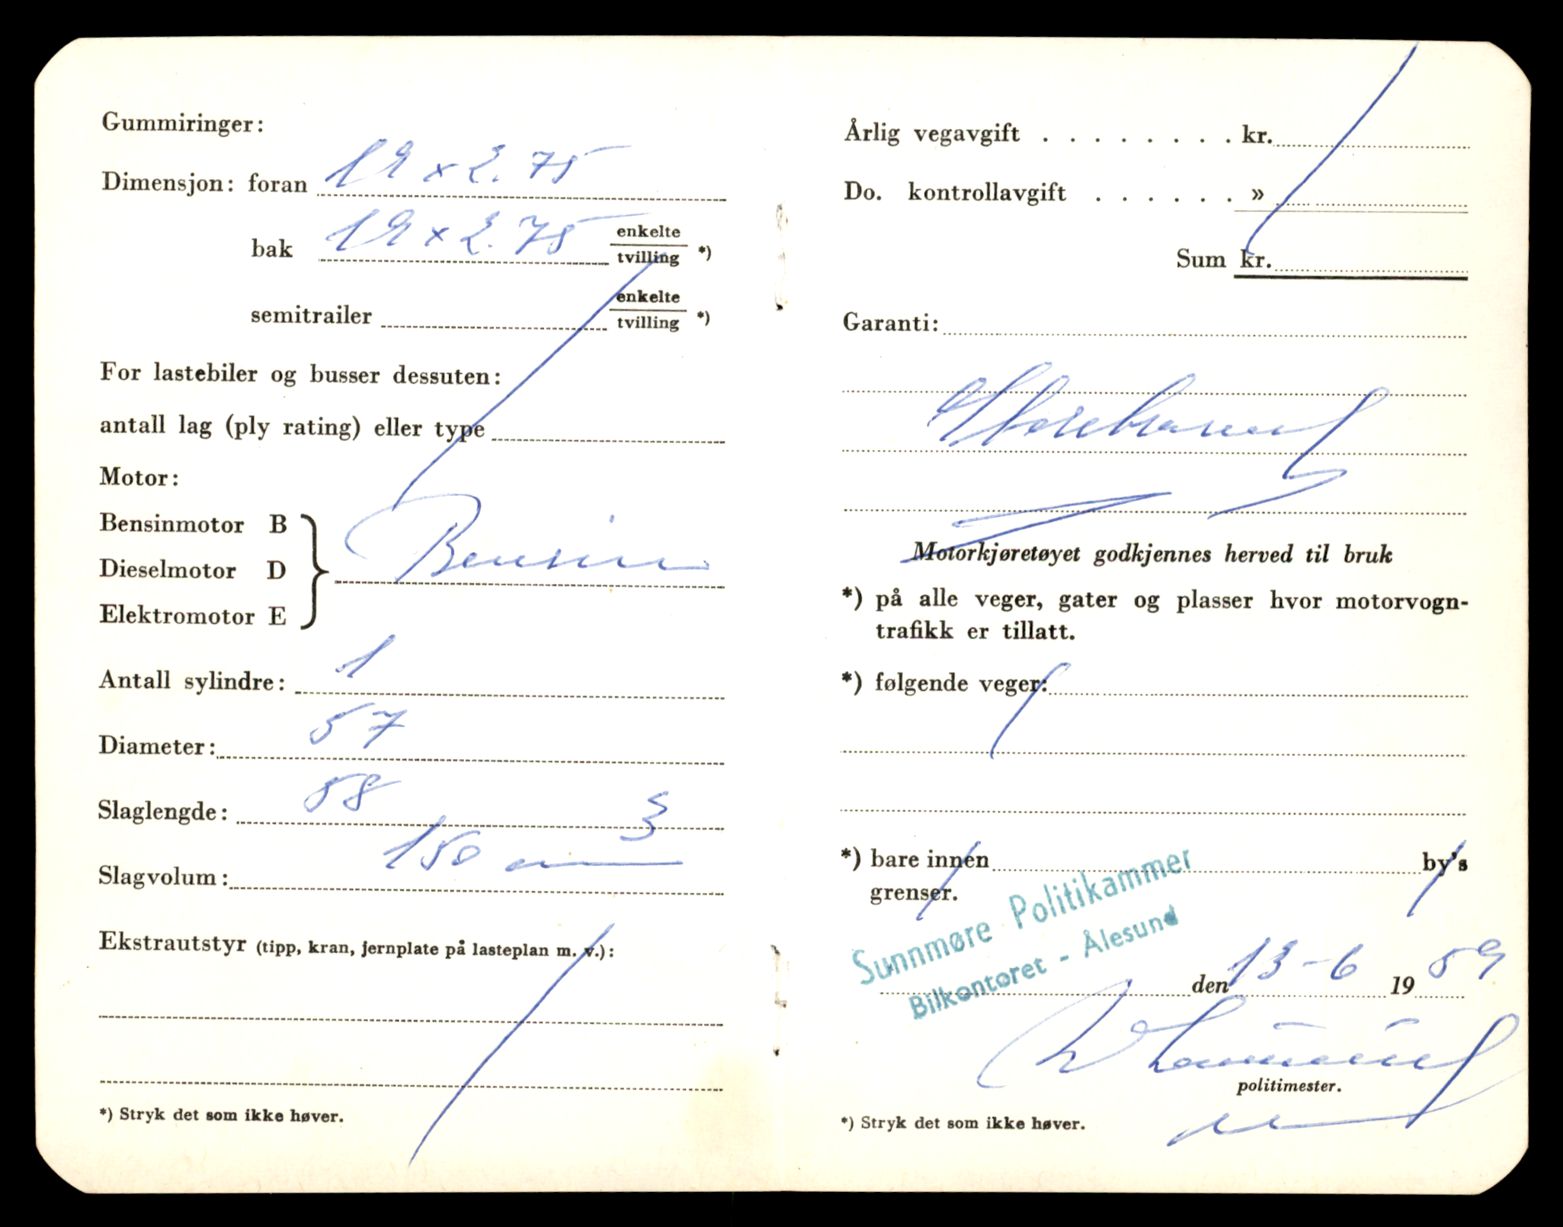 Gummiringer:
Dimensjon: foran 19 x 2.75
bak 19 x 2.75 enkelte
tvilling *)
semitrailer enkelte
tvilling *)
For lastebiler og busser dessuten:
antall lag (ply rating) eller type
Motor:
Bensinmotor B
Dieselmotor D Bensin
Elektromotor E
Antall sylindre: 1
Diameter: 57
Slaglengde: 58
Slagvolum: 150 cm3
Ekstrautstyr (tipp, kran, jernplate på lasteplan m. v.):
*) Stryk det som ikke høver.
Årlig vegavgift . . . . . . . . kr.
Do. kontrollavgift . . . . . . »
Sum kr.
Garanti:
Storebrand
Motorkjøretøyet godkjennes herved til bruk
*) på alle veger, gater og plasser hvor motorvogn-
trafikk er tillatt.
*) følgende veger:
*) bare innen by's
grenser.
Sunnmøre Politikammer
Bilkontoret - Ålesund
den 13-6 1959
politimester.
*) Stryk det som ikke høver.